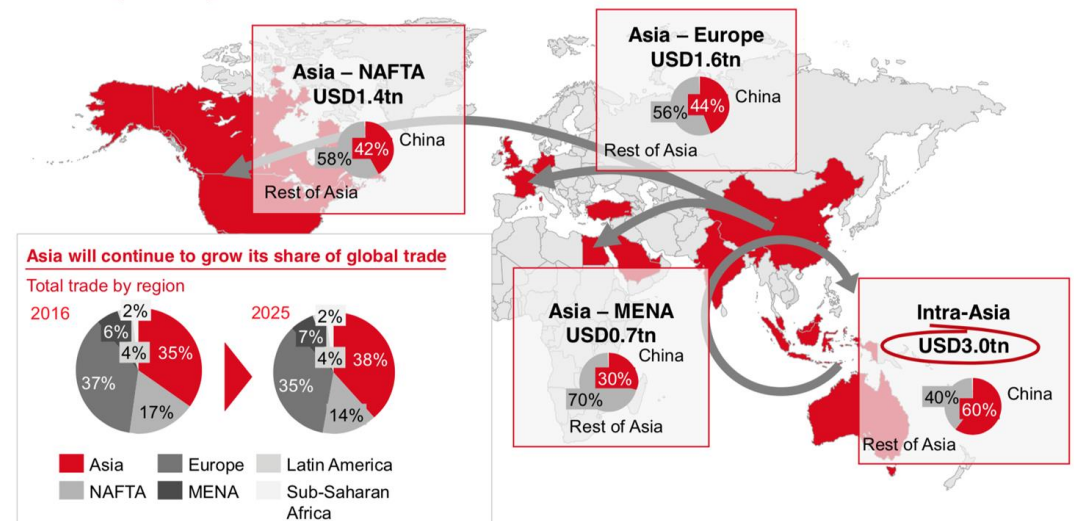 Asia – NAFTA
USD1.4tn
China
42%
58%
Rest of Asia
Asia – Europe
USD1.6tn
China
44%
56%
Rest of Asia
Asia will continue to grow its share of global trade
Total trade by region
2016
2%
6%
4%
35%
37%
17%
2025
2%
7%
4%
38%
35%
14%
Asia
Europe
Latin America
NAFTA
MENA
Sub-Saharan
Africa
Asia – MENA
USD0.7tn
China
30%
70%
Rest of Asia
Intra-Asia
USD3.0tn
China
40%
60%
Rest of Asia